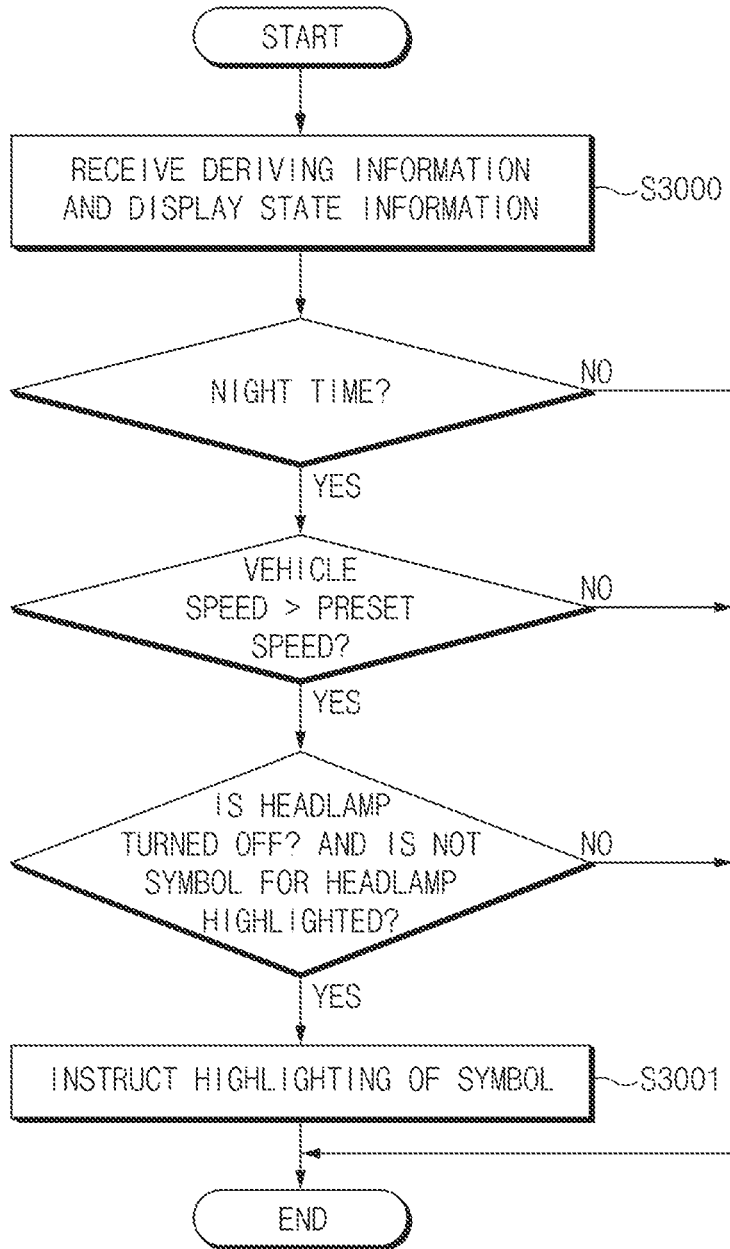 START
RECEIVE DERIVING INFORMATION
AND DISPLAY STATE INFORMATION
S3000
NIGHT TIME?
NO
YES
VEHICLE
SPEED > PRESET
SPEED?
NO
YES
IS HEADLAMP
TURNED OFF? AND IS NOT
SYMBOL FOR HEADLAMP
HIGHLIGHTED?
NO
YES
INSTRUCT HIGHLIGHTING OF SYMBOL
S3001
END